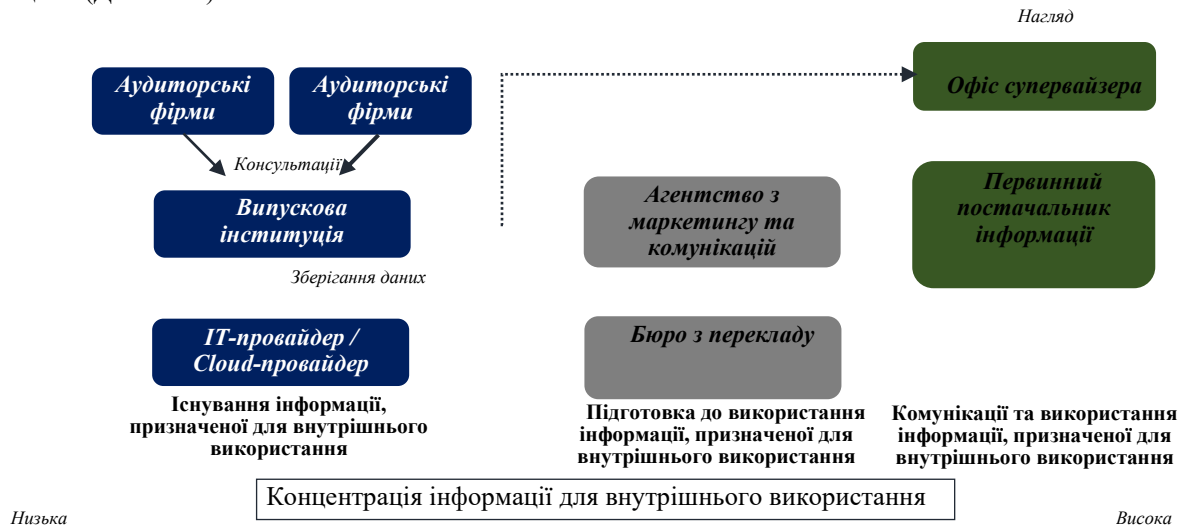 Нагляд
Аудиторські
фірми
Аудиторські
фірми
Офіс супервайзера
Консультації
Випускова
інституція
Агентство з
маркетингу та
комунікацій
Первинний
постачальник
інформації
Зберігання даних
ІТ-провайдер /
Cloud-провайдер
Бюро з перекладу
Існування інформації,
призначеної для внутрішнього
використання
Підготовка до використання
інформації, призначеної для
внутрішнього використання
Комунікації та використання
інформації, призначеної для
внутрішнього використання
Концентрація інформації для внутрішнього використання
Низька
Висока